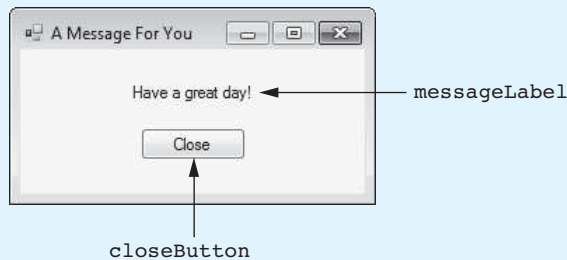 A Message For You
Have a great day!
messageLabel
Close
closeButton